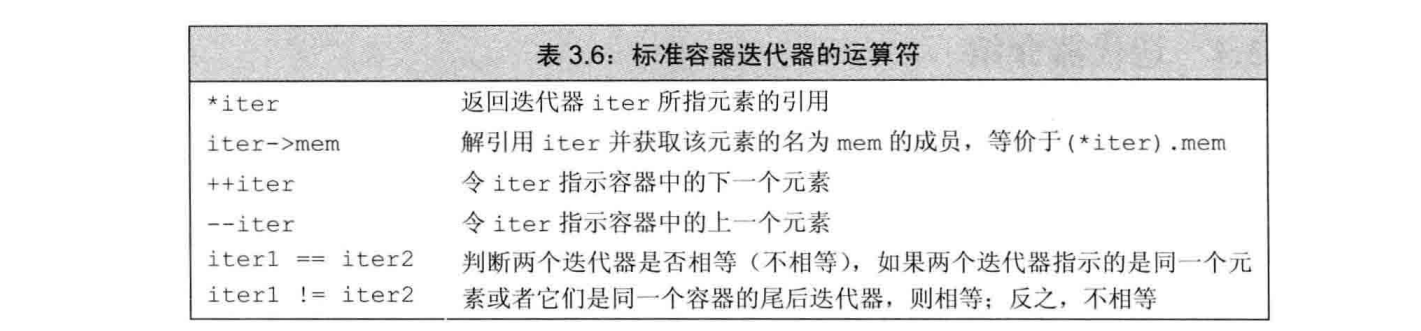 表 3.6：标准容器迭代器的运算符
*iter 返回迭代器 iter 所指元素的引用
iter->mem 解引用 iter 并获取该元素的名为 mem 的成员，等价于(*iter).mem
++iter 令 iter 指示容器中的下一个元素
--iter 令 iter 指示容器中的上一个元素
iter1 == iter2 判断两个迭代器是否相等（不相等），如果两个迭代器指示的是同一个元
iter1 != iter2 素或者它们是同一个容器的尾后迭代器，则相等；反之，不相等